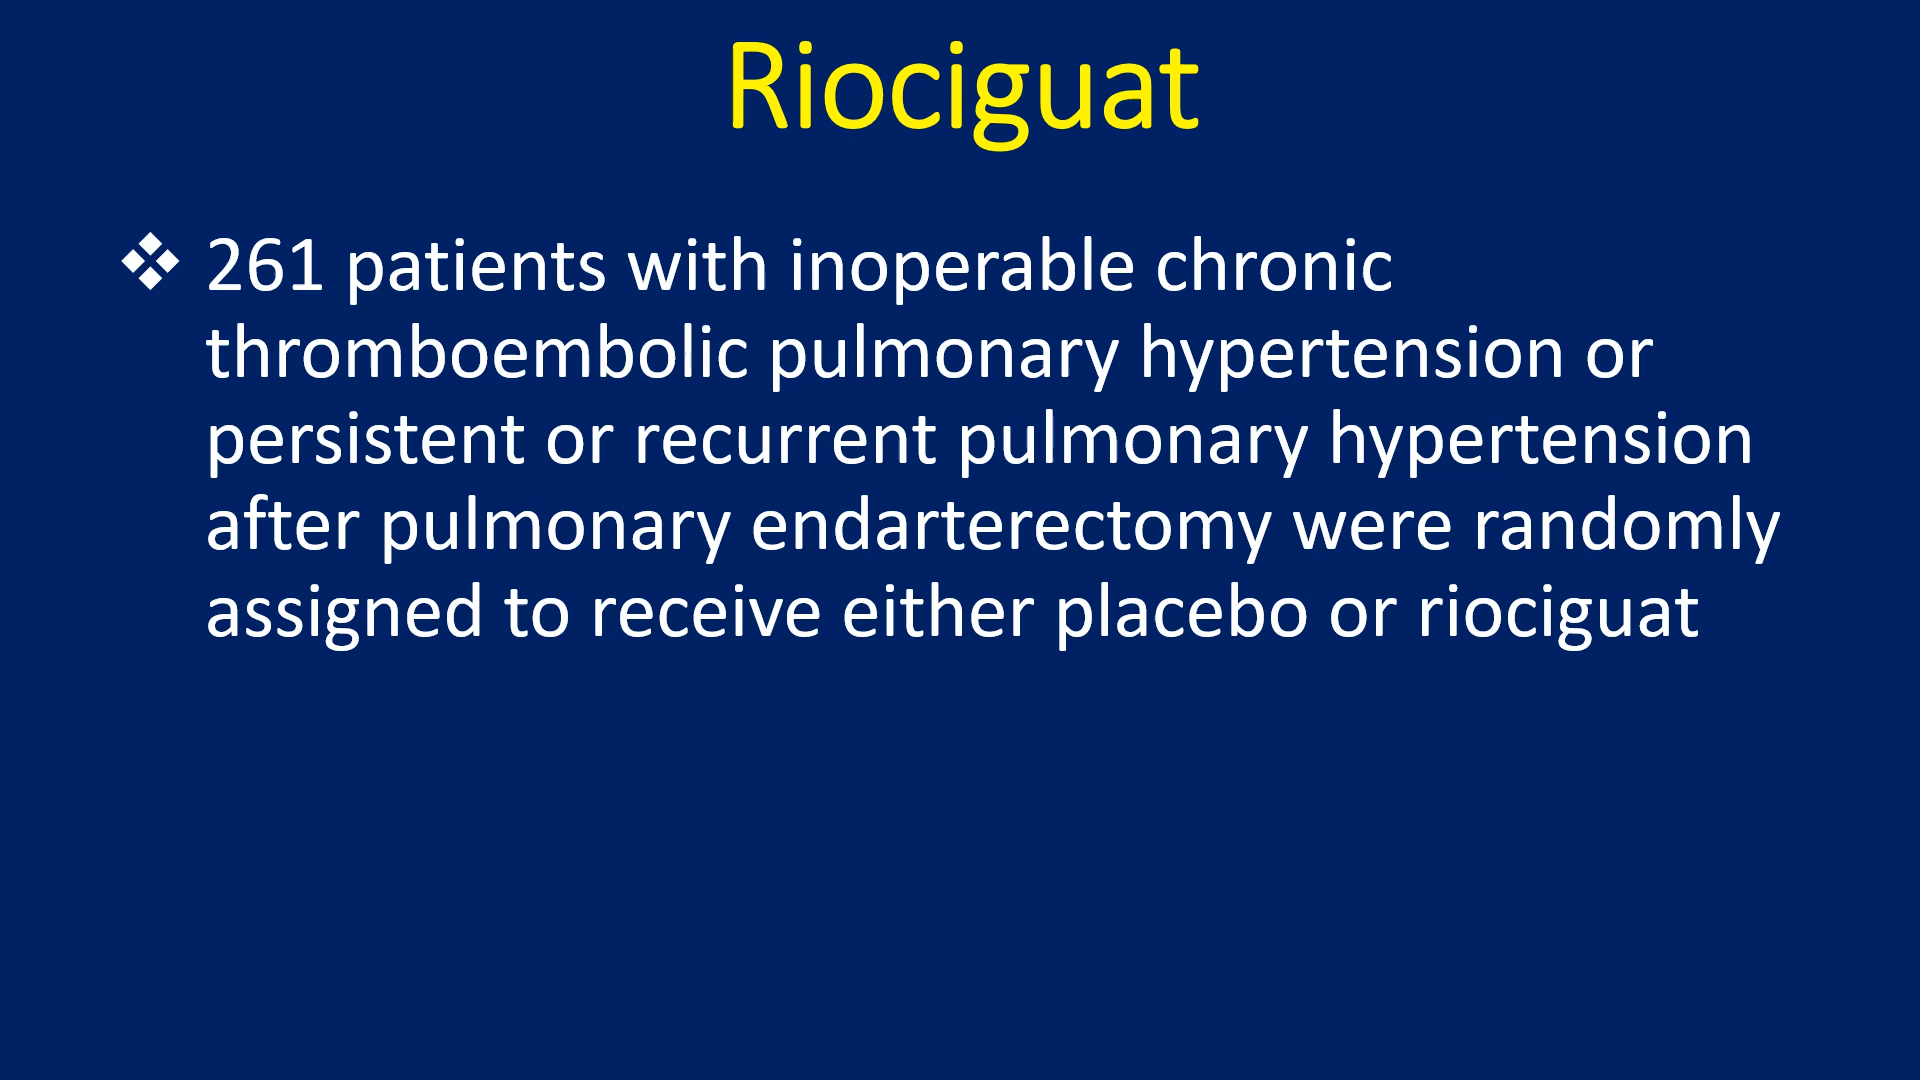 Riociguat
❖ 261 patients with inoperable chronic
thromboembolic pulmonary hypertension or
persistent or recurrent pulmonary hypertension
after pulmonary endarterectomy were randomly
assigned to receive either placebo or riociguat